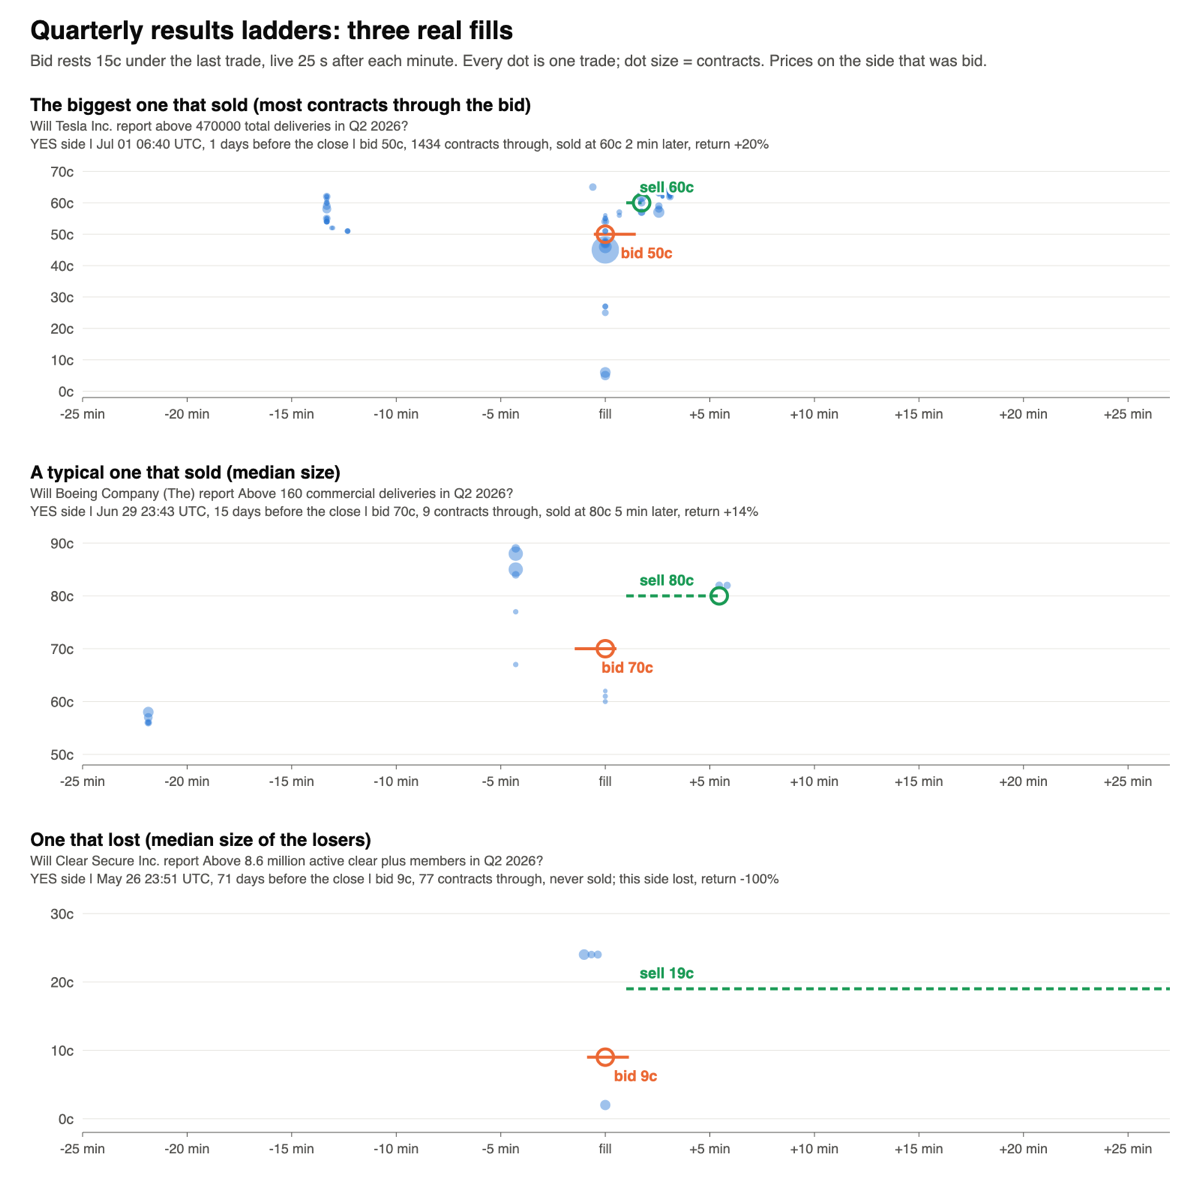 Quarterly results ladders: three real fills
Bid rests 15c under the last trade, live 25 s after each minute. Every dot is one trade; dot size = contracts. Prices on the side that was bid.
The biggest one that sold (most contracts through the bid)
Will Tesla Inc. report above 470000 total deliveries in Q2 2026?
YES side | Jul 01 06:40 UTC, 1 days before the close | bid 50c, 1434 contracts through, sold at 60c 2 min later, return +20%
70c
sell 60c
60c
50c
bid 50c
40c
30c
20c
10c
0c
-25 min -20 min -15 min -10 min -5 min fill +5 min +10 min +15 min +20 min +25 min
A typical one that sold (median size)
Will Boeing Company (The) report Above 160 commercial deliveries in Q2 2026?
YES side | Jun 29 23:43 UTC, 15 days before the close | bid 70c, 9 contracts through, sold at 80c 5 min later, return +14%
90c
sell 80c
80c
70c
bid 70c
60c
50c
-25 min -20 min -15 min -10 min -5 min fill +5 min +10 min +15 min +20 min +25 min
One that lost (median size of the losers)
Will Clear Secure Inc. report Above 8.6 million active clear plus members in Q2 2026?
YES side | May 26 23:51 UTC, 71 days before the close | bid 9c, 77 contracts through, never sold; this side lost, return -100%
30c
sell 19c
20c
10c
bid 9c
0c
-25 min -20 min -15 min -10 min -5 min fill +5 min +10 min +15 min +20 min +25 min